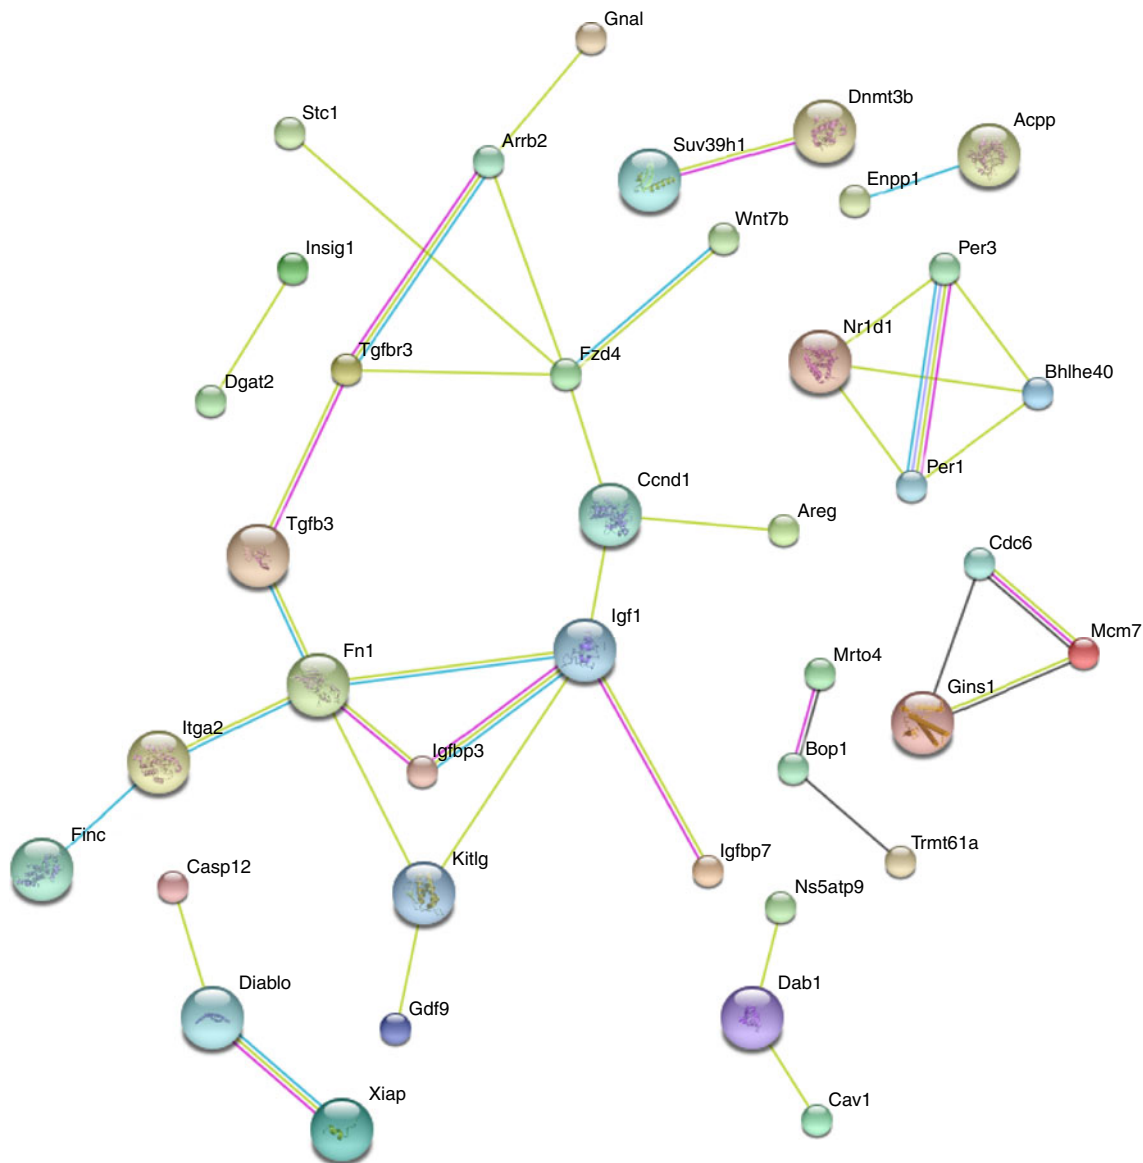 Gnal
Dnmt3b
Stc1
Acpp
Arrb2
Suv39h1
Enpp1
Wnt7b
Insig1
Per3
Nr1d1
Tgfbr3
Fzd4
Bhlhe40
Dgat2
Per1
Ccnd1
Areg
Tgfb3
Cdc6
Igf1
Mcm7
Fn1
Mrto4
Gins1
Itga2
Igfbp3
Bop1
Finc
Trmt61a
Casp12
Kitlg
Igfbp7
Ns5atp9
Diablo
Dab1
Gdf9
Xiap
Cav1